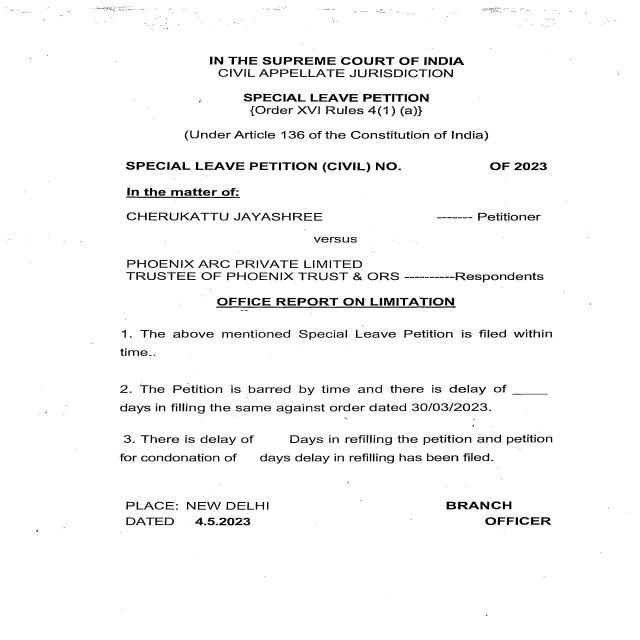 IN THE SUPREME COURT OF INDIA
CIVIL APPELLATE JURISDICTION
SPECIAL LEAVE PETITION
{Order XVI Rules 4(1) (a)}
(Under Article 136 of the Constitution of India)
SPECIAL LEAVE PETITION (CIVIL) NO. OF 2023
In the matter of:
CHERUKATTU JAYASHREE ------- Petitioner
versus
PHOENIX ARC PRIVATE LIMITED
TRUSTEE OF PHOENIX TRUST & ORS ----------Respondents
OFFICE REPORT ON LIMITATION
1. The above mentioned Special Leave Petition is filed within
time..
2. The Petition is barred by time and there is delay of ____
days in filling the same against order dated 30/03/2023.
3. There is delay of Days in refilling the petition and petition
for condonation of days delay in refilling has been filed.
PLACE: NEW DELHI BRANCH
DATED 4.5.2023 OFFICER